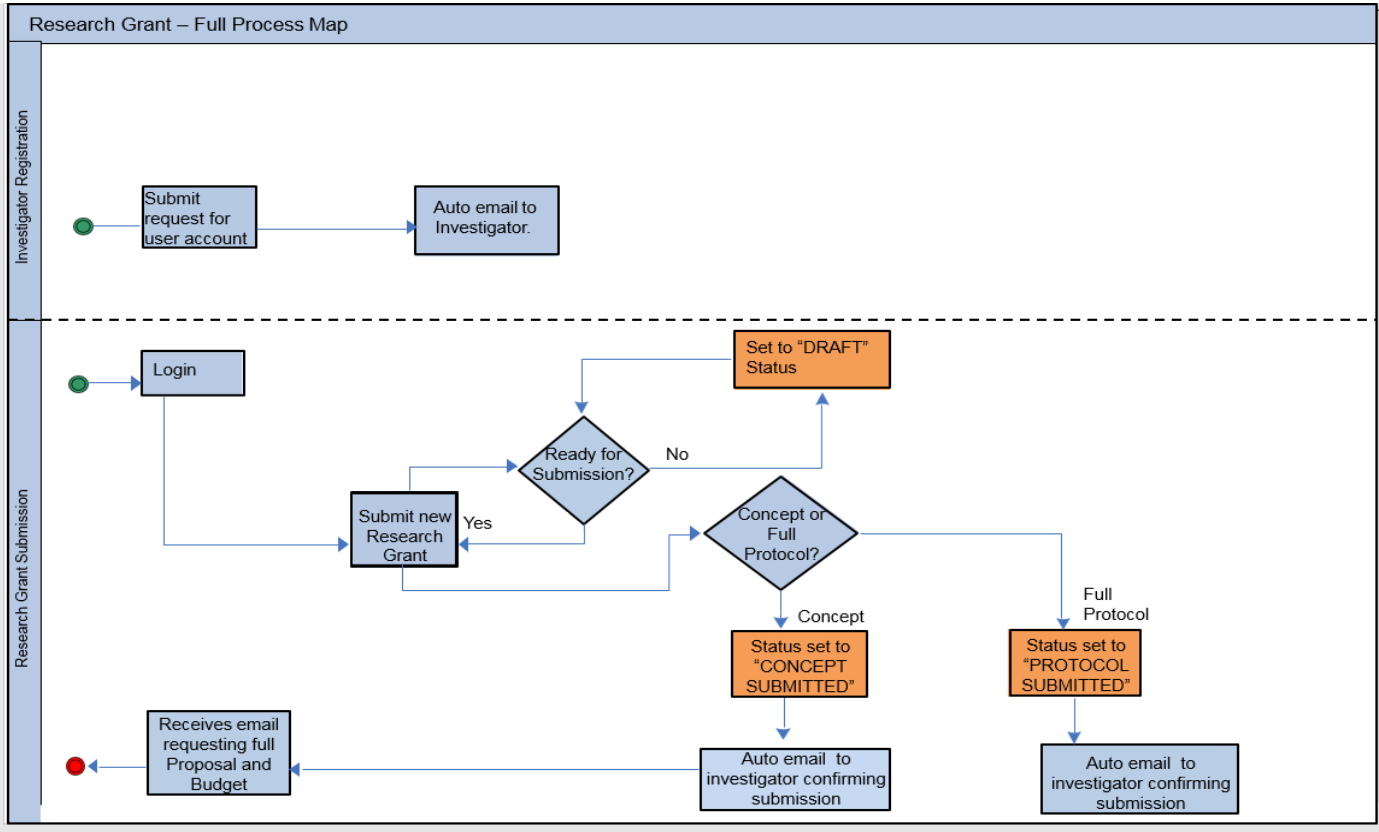 Research Grant – Full Process Map
Investigator Registration
Submit
request for
user account
Auto email to
Investigator.
Research Grant Submission
Login
Set to “DRAFT”
Status
Ready for
Submission?
No
Submit new
Research
Grant
Yes
Concept or
Full
Protocol?
Concept
Full
Protocol
Status set to
“CONCEPT
SUBMITTED”
Status set to
“PROTOCOL
SUBMITTED”
Receives email
requesting full
Proposal and
Budget
Auto email  to
investigator confirming
submission
Auto email  to
investigator confirming
submission